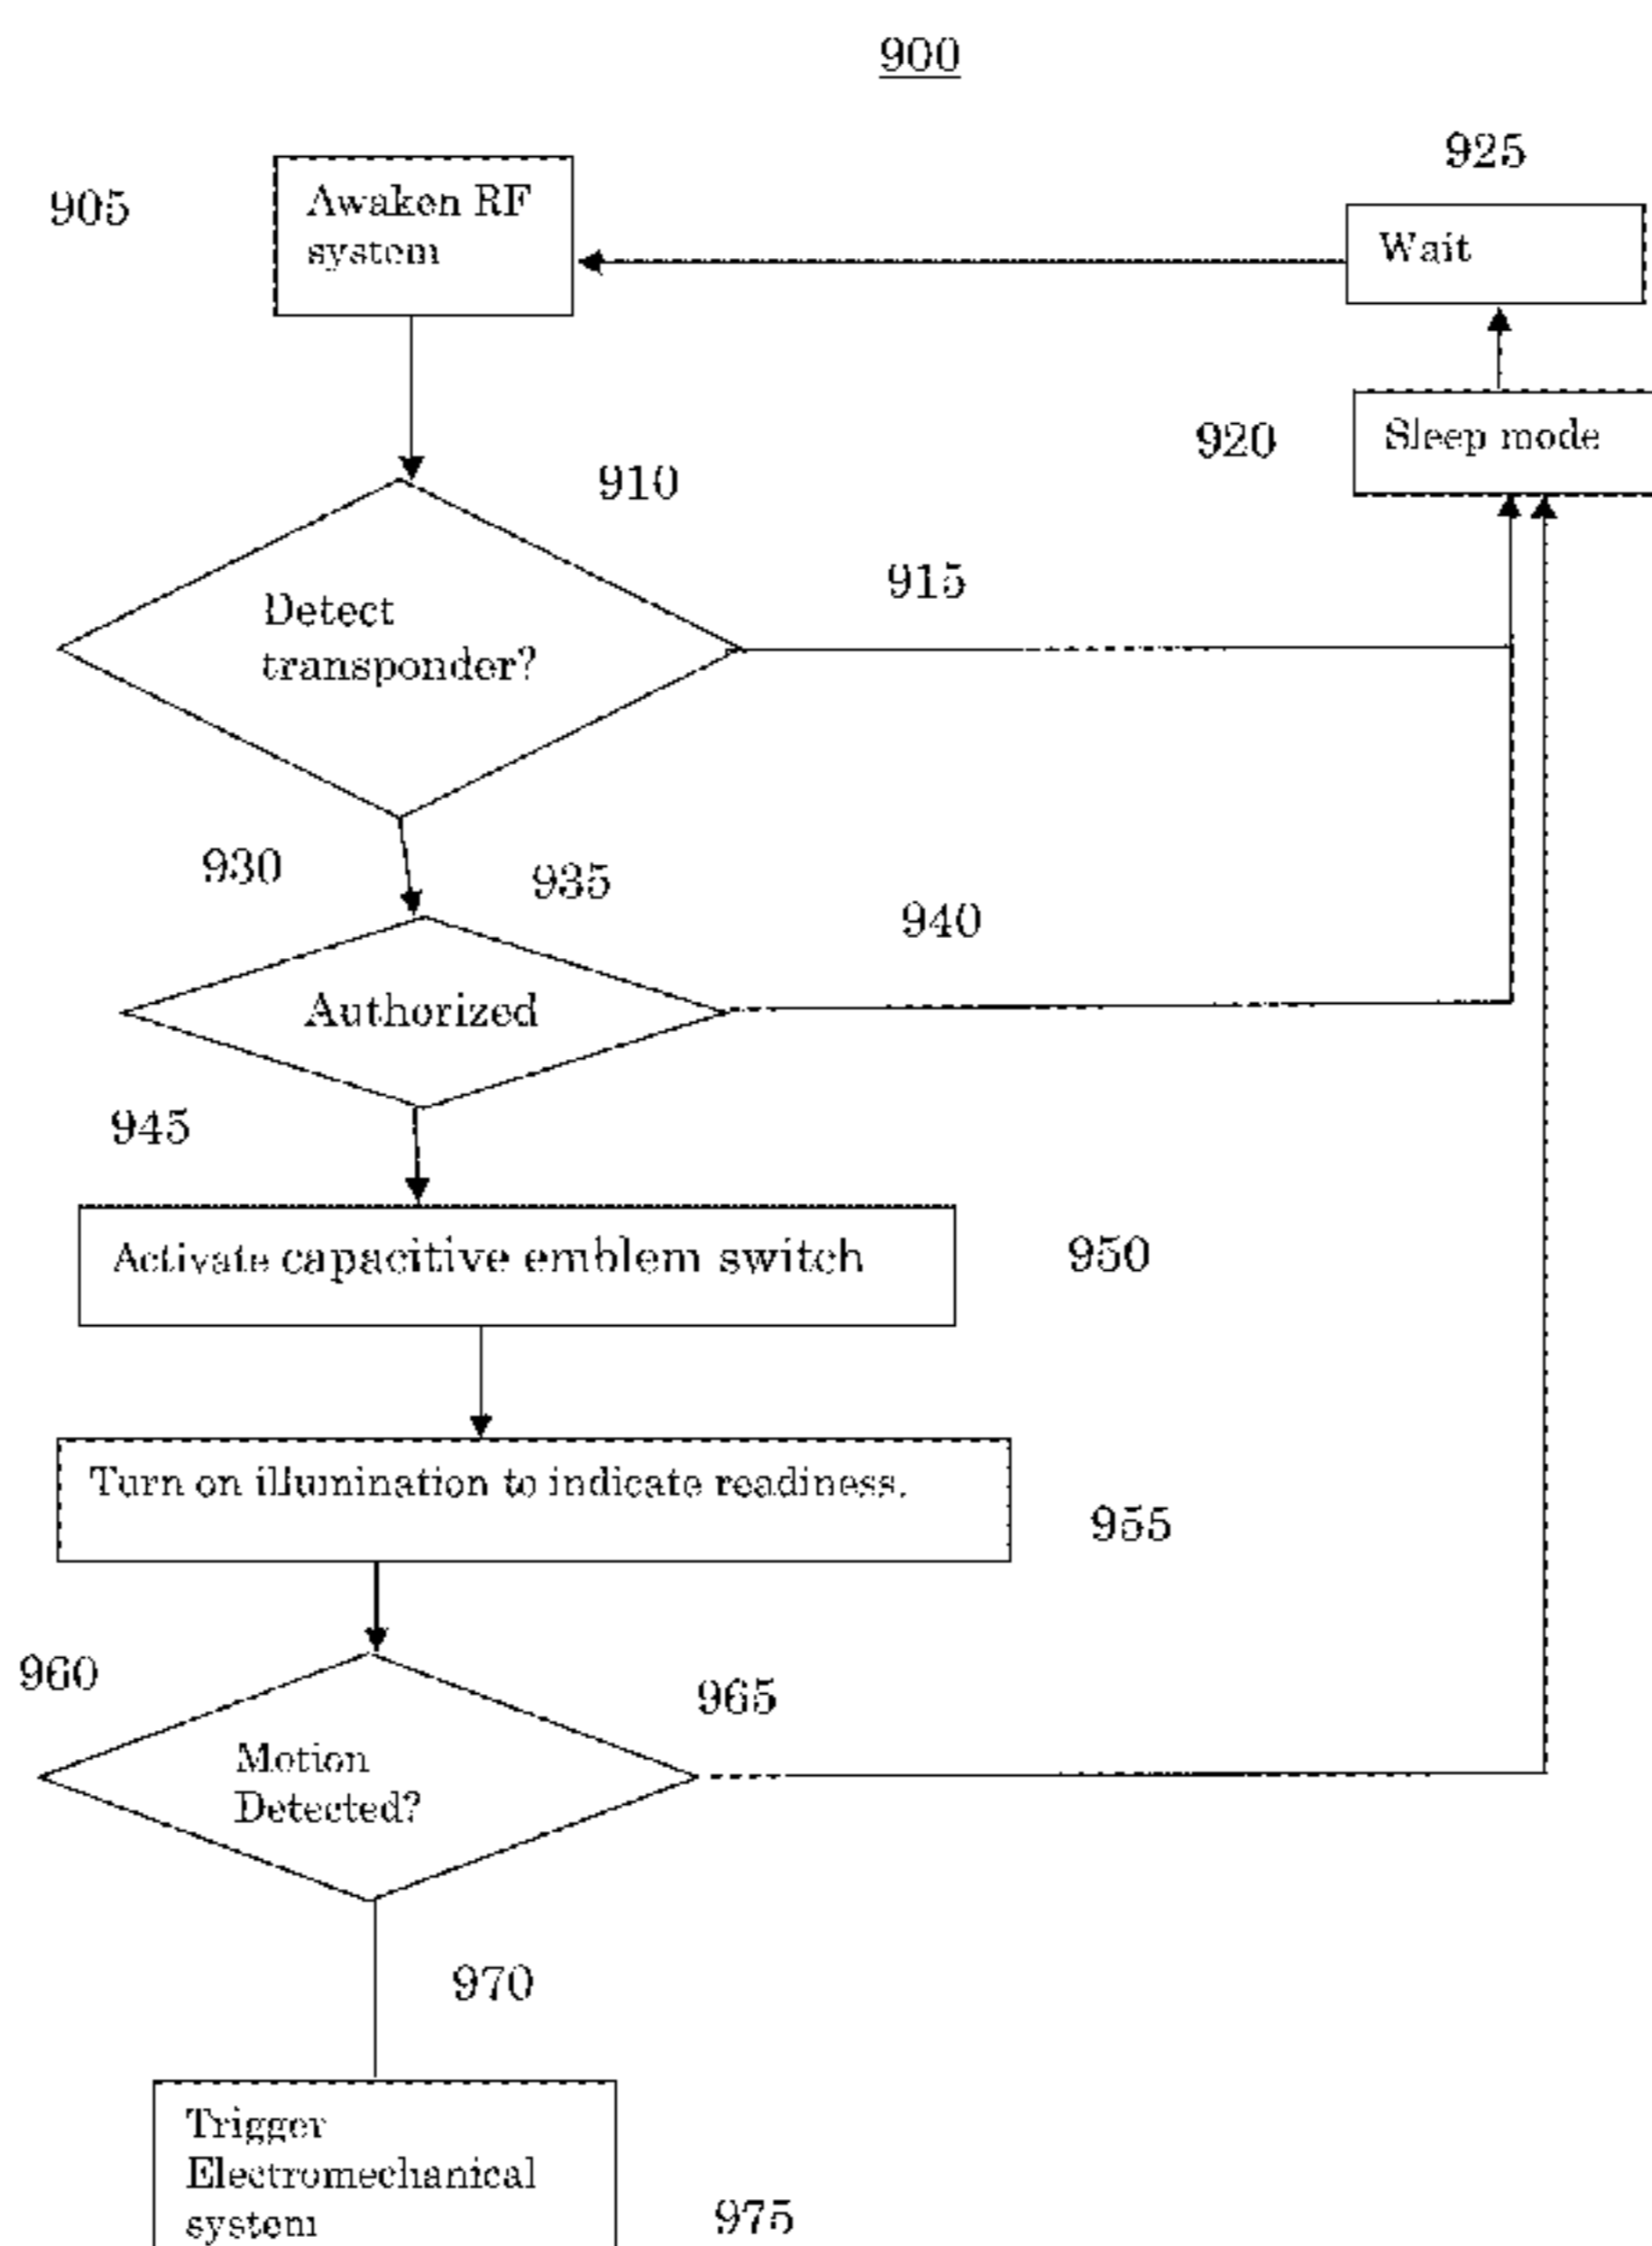 900
925
905
Awaken RF
system
Wait
920
Sleep mode
910
915
Detect
transponder?
930
935
940
Authorized
945
Activate capacitive emblem switch
950
Turn on illumination to indicate readiness.
955
960
965
Motion
Detected?
970
Trigger
Electromechanical
system
975